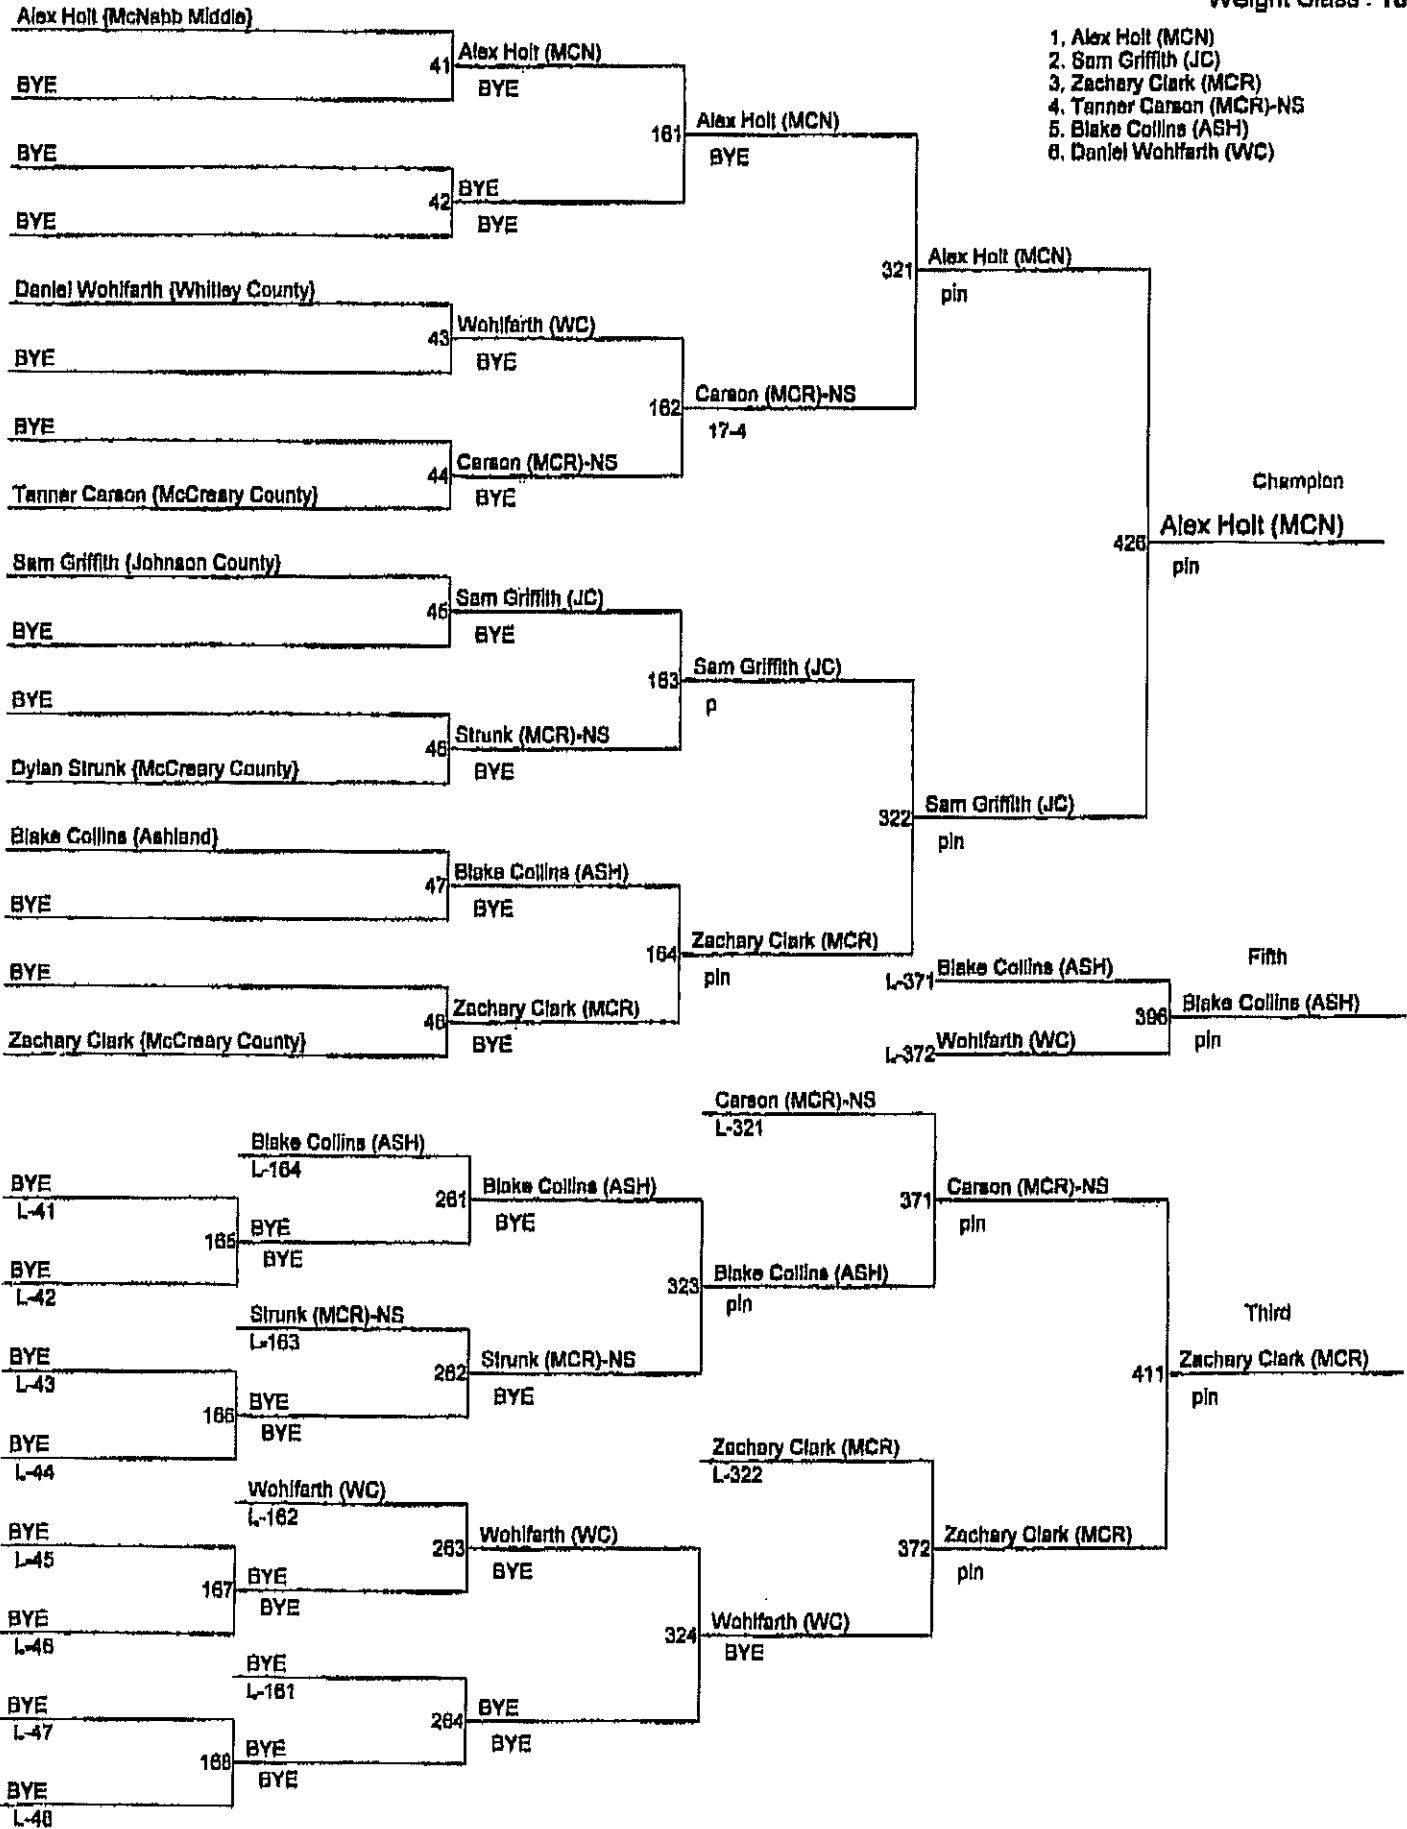 Weight Class :
1. Alex Holt (MCN)
2. Sam Griffith (JC)
3. Zachary Clark (MCR)
4. Tanner Carson (MCR)-NS
5. Blake Collins (ASH)
6. Daniel Wohlfarth (WC)
Alex Holt {McNabb Middle}
41
Alex Holt (MCN)
BYE
BYE
161
Alex Holt (MCN)
BYE
BYE
42
BYE
BYE
BYE
321
Alex Holt (MCN)
pin
Daniel Wohlfarth {Whitley County}
43
Wohlfarth (WC)
BYE
BYE
162
Carson (MCR)-NS
17-4
BYE
44
Carson (MCR)-NS
BYE
Tanner Carson {McCreary County}
Champion
426
Alex Holt (MCN)
pin
Sam Griffith {Johnson County}
45
Sam Griffith (JC)
BYE
BYE
163
Sam Griffith (JC)
p
BYE
46
Strunk (MCR)-NS
BYE
Dylan Strunk {McCreary County}
322
Sam Griffith (JC)
pin
Blake Collins {Ashland}
47
Blake Collins (ASH)
BYE
BYE
164
Zachary Clark (MCR)
pin
BYE
48
Zachary Clark (MCR)
BYE
Zachary Clark {McCreary County}
Fifth
L-371
Blake Collins (ASH)
396
Blake Collins (ASH)
pin
L-372
Wohlfarth (WC)
Carson (MCR)-NS
L-321
Blake Collins (ASH)
L-164
BYE
L-41
261
Blake Collins (ASH)
BYE
371
Carson (MCR)-NS
pin
165
BYE
BYE
BYE
L-42
323
Blake Collins (ASH)
pin
Strunk (MCR)-NS
L-163
Third
BYE
L-43
262
Strunk (MCR)-NS
BYE
411
Zachary Clark (MCR)
pin
166
BYE
BYE
BYE
L-44
Zachary Clark (MCR)
L-322
Wohlfarth (WC)
L-162
BYE
L-45
263
Wohlfarth (WC)
BYE
372
Zachary Clark (MCR)
pin
167
BYE
BYE
BYE
L-46
324
Wohlfarth (WC)
BYE
BYE
L-161
BYE
L-47
264
BYE
BYE
168
BYE
BYE
BYE
L-48